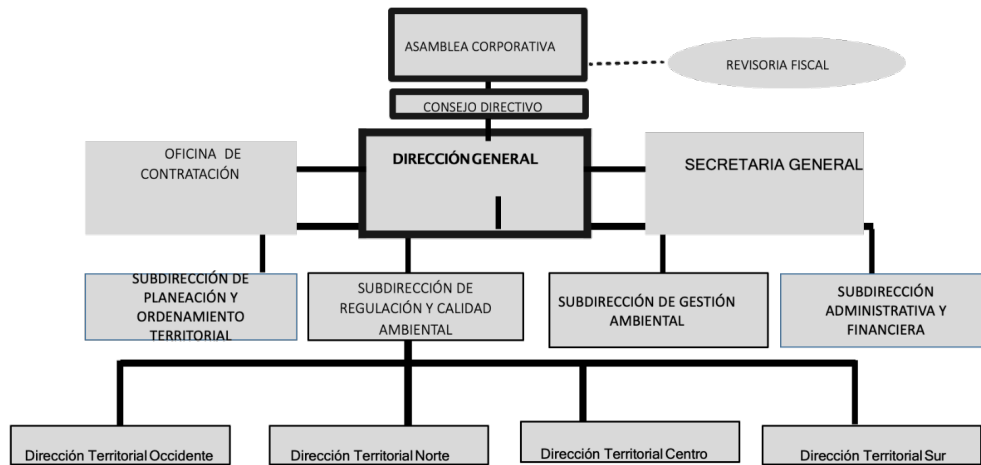 ASAMBLEA CORPORATIVA
REVISORIA FISCAL
CONSEJO DIRECTIVO
OFICINA DE
CONTRATACIÓN
DIRECCIÓN GENERAL
SECRETARIA GENERAL
SUBDIRECCIÓN DE
PLANEACIÓN Y
ORDENAMIENTO
TERRITORIAL
SUBDIRECCIÓN DE
REGULACIÓN Y CALIDAD
AMBIENTAL
SUBDIRECCIÓN DE GESTIÓN
AMBIENTAL
SUBDIRECCIÓN
ADMINISTRATIVA Y
FINANCIERA
Dirección Territorial Occidente
Dirección Territorial Norte
Dirección Territorial Centro
Dirección Territorial Sur